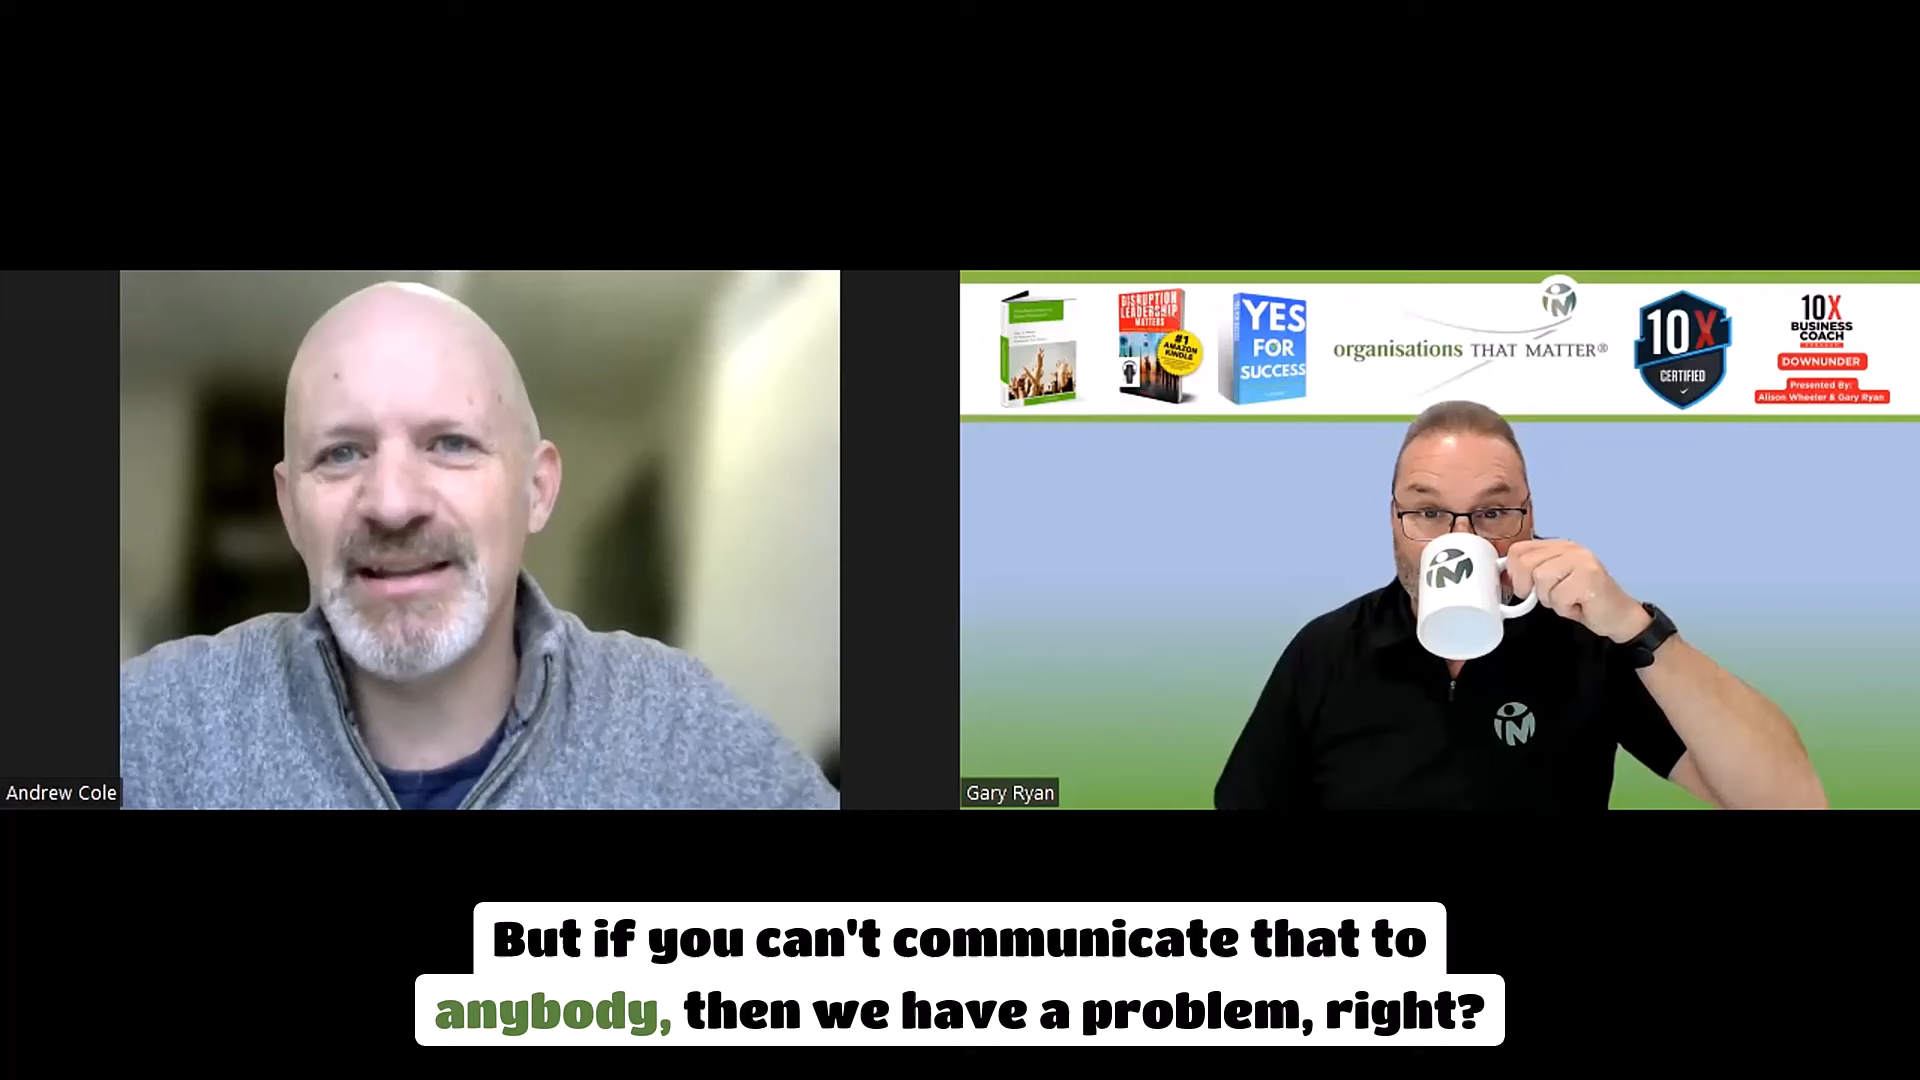 DISRUPTION
LEADERSHIP
MATTERS
#1
AMAZON
KINDLE
YES
FOR
SUCCESS
organisations THAT MATTER®
10X
CERTIFIED
10X
BUSINESS
COACH
DOWNUNDER
Presented By:
Alison Wheeler & Gary Ryan
Andrew Cole
Gary Ryan
But if you can't communicate that to
anybody, then we have a problem, right?